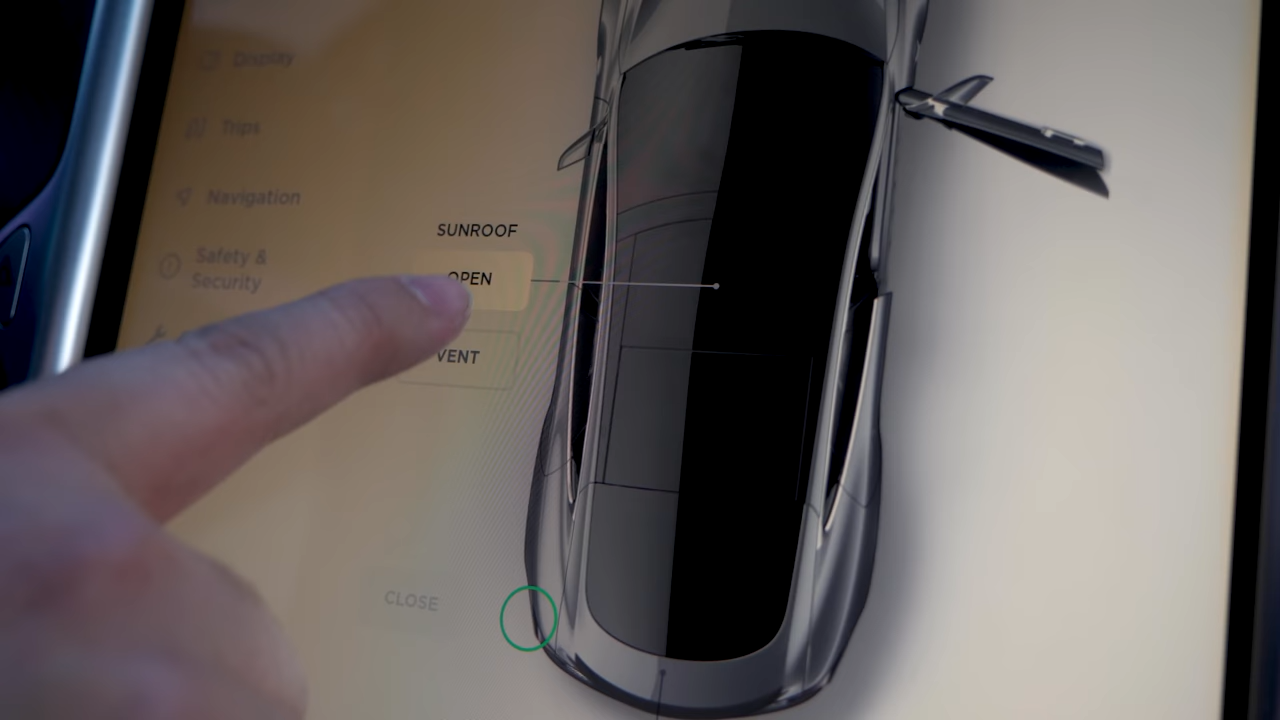 Display
Trips
Navigation
Safety &
Security
SUNROOF
OPEN
VENT
CLOSE